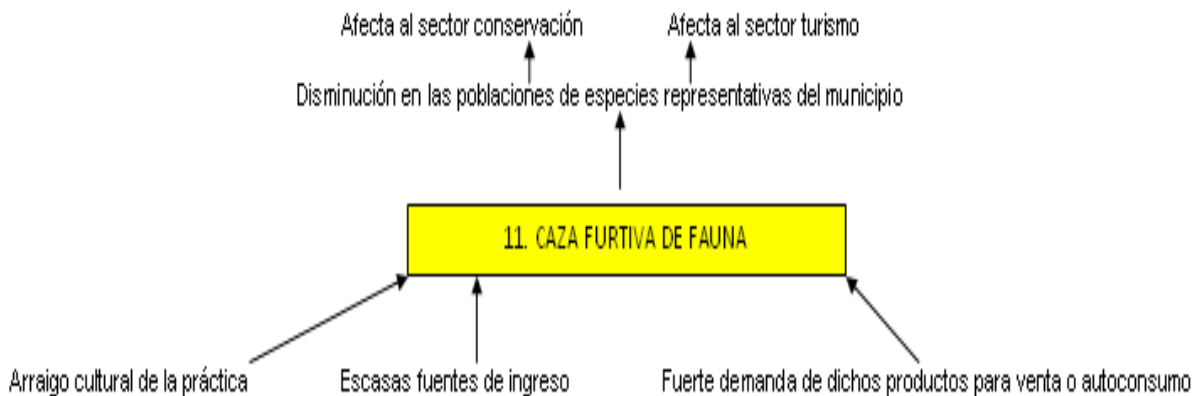 Afecta al sector conservación
Afecta al sector turismo
Disminución en las poblaciones de especies representativas del municipio
11. CAZA FURTIVA DE FAUNA
Arraigo cultural de la práctica
Escasas fuentes de ingreso
Fuerte demanda de dichos productos para venta o autoconsumo